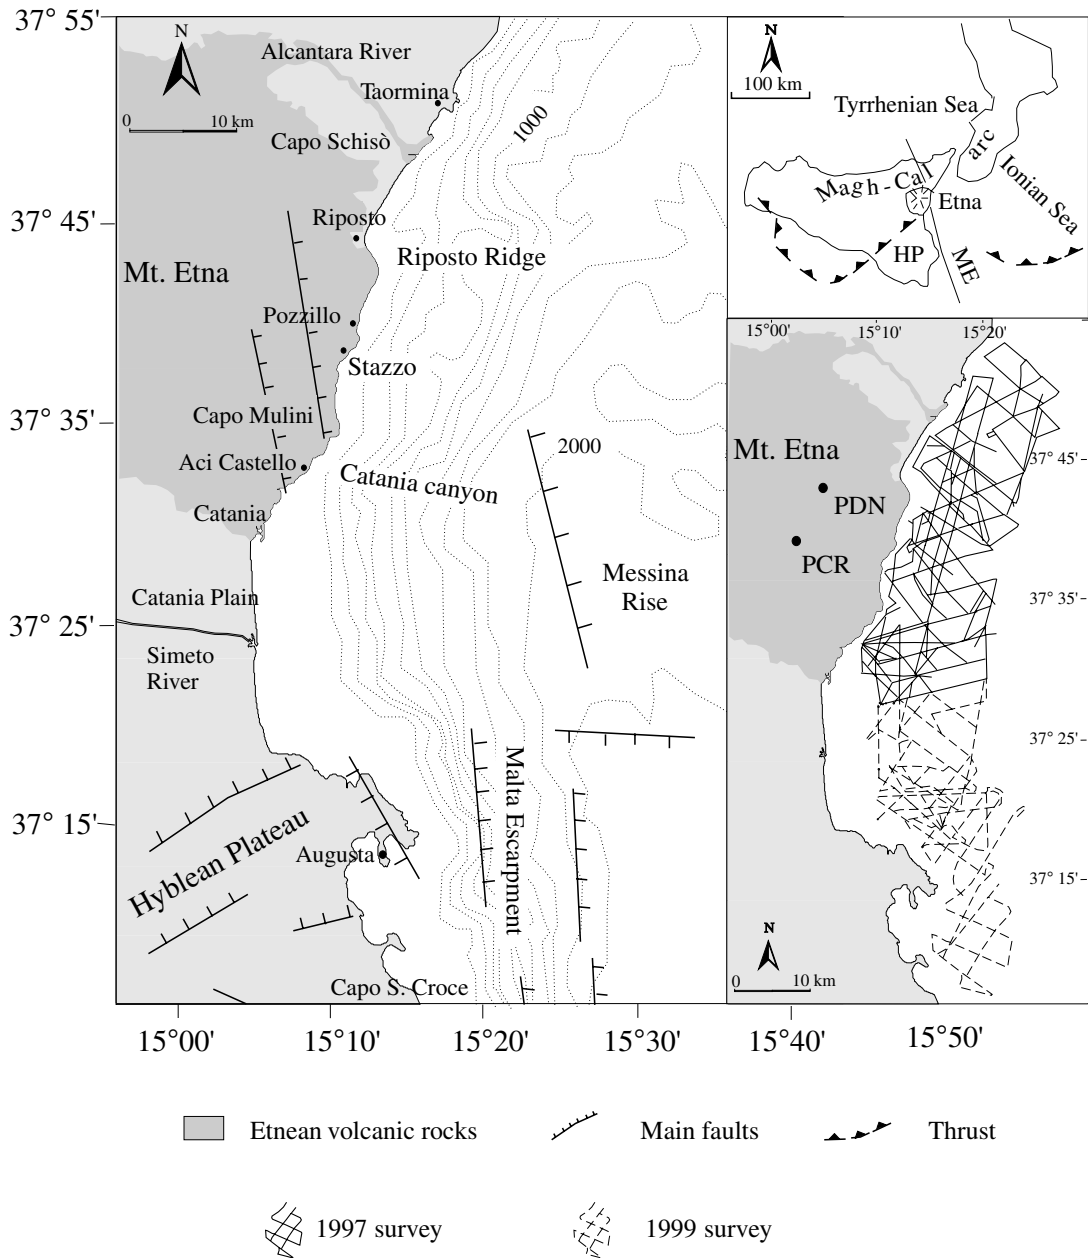 37° 55'
37° 45'
37° 35'
37° 25'
37° 15'
N
0
10 km
Alcantara River
Taormina
1000
Capo Schisò
Riposto
Riposto Ridge
Mt. Etna
Pozzillo
Stazzo
Capo Mulini
Aci Castello
2000
Catania canyon
Catania
Messina
Rise
Catania Plain
Simeto
River
Malta Escarpment
Hyblean Plateau
Augusta
Capo S. Croce
15°00'
15°10'
15°20'
15°30'
N
100 km
Tyrrhenian Sea
Magh-Cal
arc
Ionian Sea
Etna
HP
ME
15°00'
15°10'
15°20'
Mt. Etna
PDN
PCR
37° 45'
37° 35'
37° 25'
37° 15'
N
0
10 km
15°40'
15°50'
Etnean volcanic rocks
Main faults
Thrust
1997 survey
1999 survey